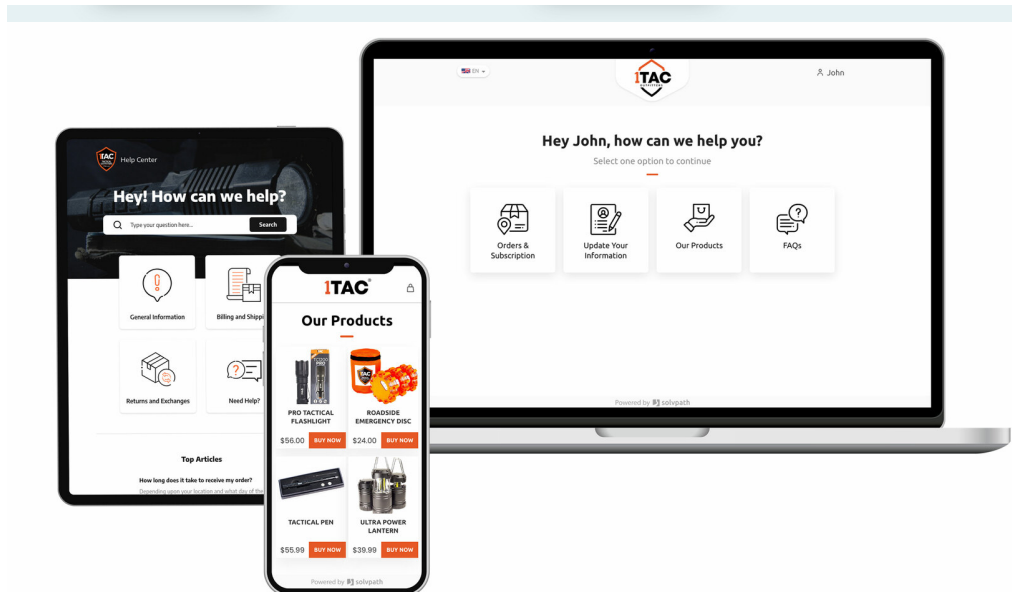 EN
1TAC
OUTFITTERS
John
Hey John, how can we help you?
Select one option to continue
Orders &
Subscription
Update Your
Information
Our Products
FAQs
Powered by solvpath
1TAC
Help Center
Hey! How can we help?
Type your question here...
Search
General Information
Billing and Shippi
Returns and Exchanges
Need Help?
Top Articles
How long does it take to receive my order?
Depending upon your location and what day of the
1TAC®
Our Products
PRO TACTICAL
FLASHLIGHT
$56.00
BUY NOW
ROADSIDE
EMERGENCY DISC
$24.00
BUY NOW
TACTICAL PEN
$55.99
BUY NOW
ULTRA POWER
LANTERN
$39.99
BUY NOW
Powered by solvpath